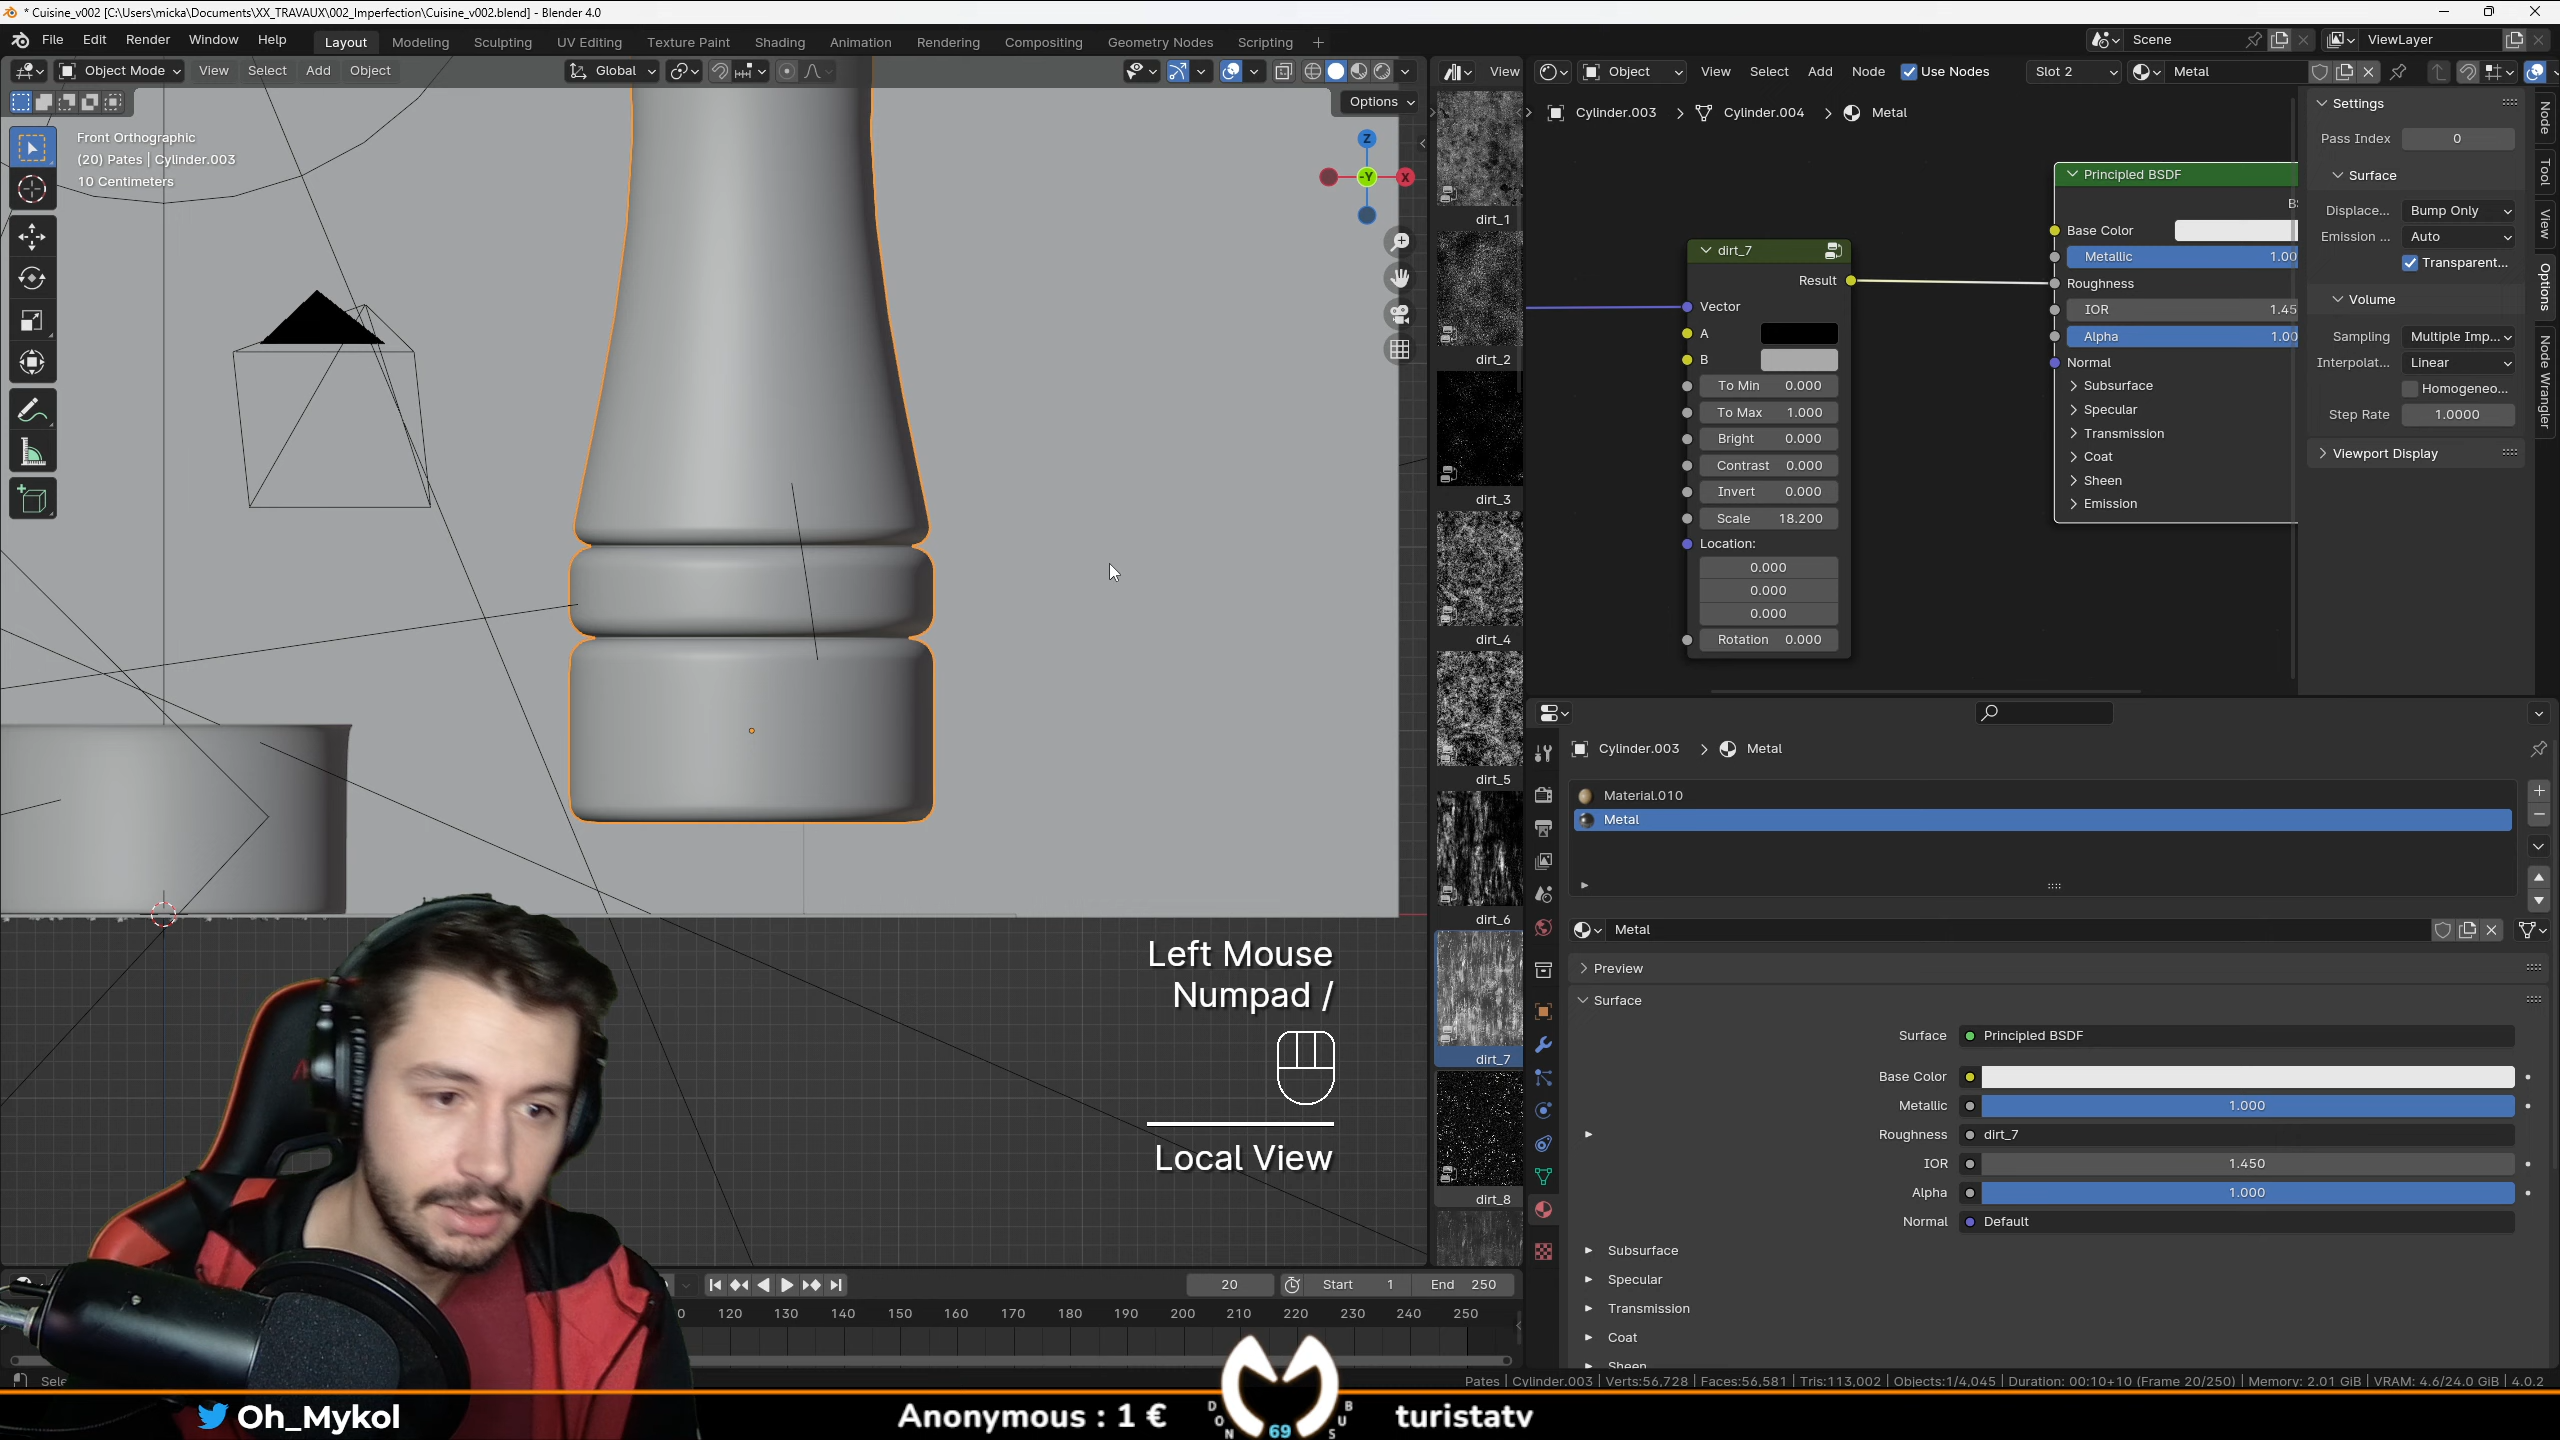 * Cuisine_v002 [C:\Users\micka\Documents\XX_TRAVAUX\002_Imperfection\Cuisine_v002.blend] - Blender 4.0
File Edit Render Window Help Layout Modeling Sculpting UV Editing Texture Paint Shading Animation Rendering Compositing Geometry Nodes Scripting + Scene ViewLayer
Object Mode View Select Add Object Global View Object View Select Add Node Use Nodes Slot 2 Metal
Options
Cylinder.003 > Cylinder.004 > Metal
Front Orthographic
(20) Pates | Cylinder.003
10 Centimeters
Z
-Y
X
dirt_1
dirt_2
dirt_3
dirt_4
dirt_5
dirt_6
dirt_7
dirt_8
dirt_7
Result
Vector
A
B
To Min 0.000
To Max 1.000
Bright 0.000
Contrast 0.000
Invert 0.000
Scale 18.200
Location:
0.000
0.000
0.000
Rotation 0.000
Principled BSDF
Base Color
Metallic 1.00
Roughness
IOR 1.45
Alpha 1.00
Normal
Subsurface
Specular
Transmission
Coat
Sheen
Emission
Settings
Pass Index 0
Surface
Displace... Bump Only
Emission ... Auto
Transparent...
Volume
Sampling Multiple Imp...
Interpolat... Linear
Homogeneo...
Step Rate 1.0000
Viewport Display
Node
Tool
View
Options
Node Wrangler
Cylinder.003 > Metal
Material.010
Metal
Metal
Preview
Surface
Surface Principled BSDF
Base Color
Metallic 1.000
Roughness dirt_7
IOR 1.450
Alpha 1.000
Normal Default
Subsurface
Specular
Transmission
Coat
Sheen
Left Mouse
Numpad /
Local View
20 Start 1 End 250
120 130 140 150 160 170 180 190 200 210 220 230 240 250
Pates | Cylinder.003 | Verts:56,728 | Faces:56,581 | Tris:113,002 | Objects:1/4,045 | Duration: 00:10+10 (Frame 20/250) | Memory: 2.01 GiB | VRAM: 4.6/24.0 GiB | 4.0.2
Oh_Mykol
Anonymous : 1 €
DON 69 BUS
turistatv